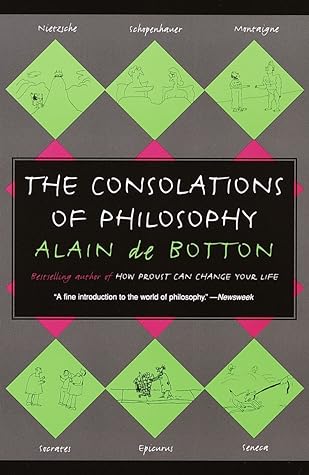 Nietzsche Schopenhauer Montaigne
THE CONSOLATIONS
OF PHILOSOPHY
ALAIN de BOTTON
Bestselling author of HOW PROUST CAN CHANGE YOUR LIFE
"A fine introduction to the world of philosophy." —Newsweek
Socrates Epicurus Seneca